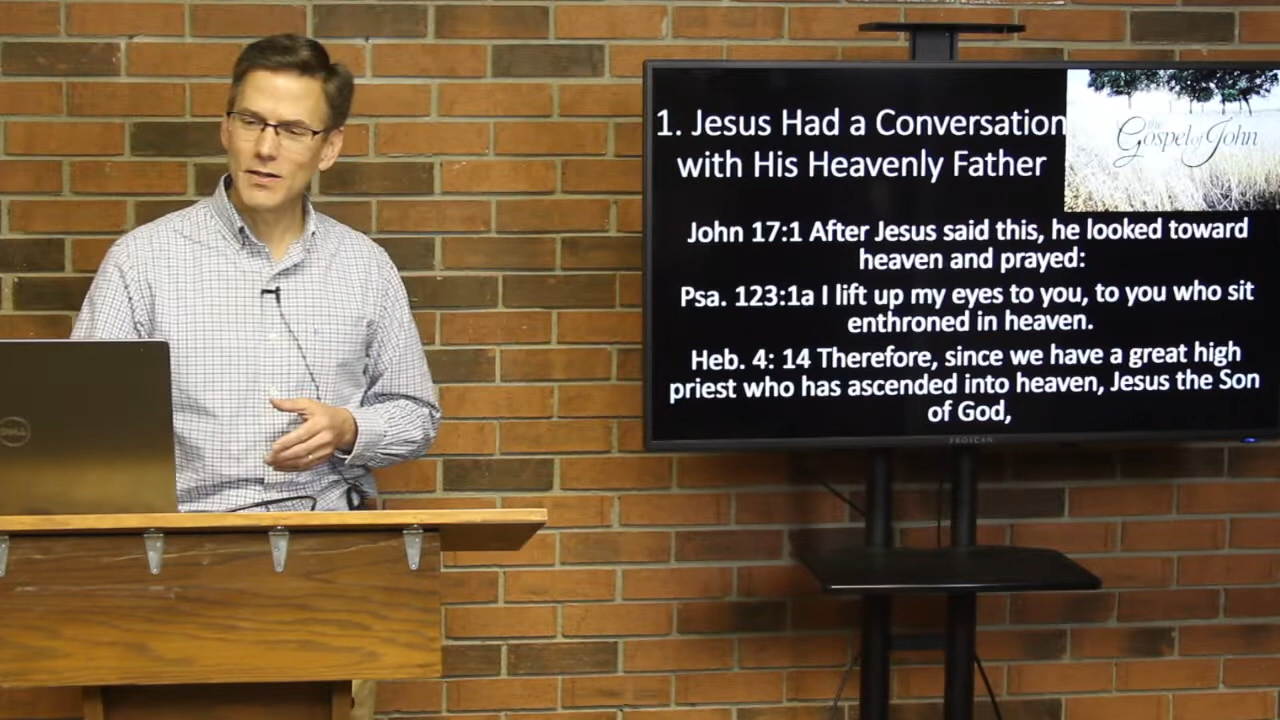 1. Jesus Had a Conversation
with His Heavenly Father
the
Gospel of John
John 17:1 After Jesus said this, he looked toward
heaven and prayed:
Psa. 123:1a I lift up my eyes to you, to you who sit
enthroned in heaven.
Heb. 4: 14 Therefore, since we have a great high
priest who has ascended into heaven, Jesus the Son
of God,
PROSCAN
DELL